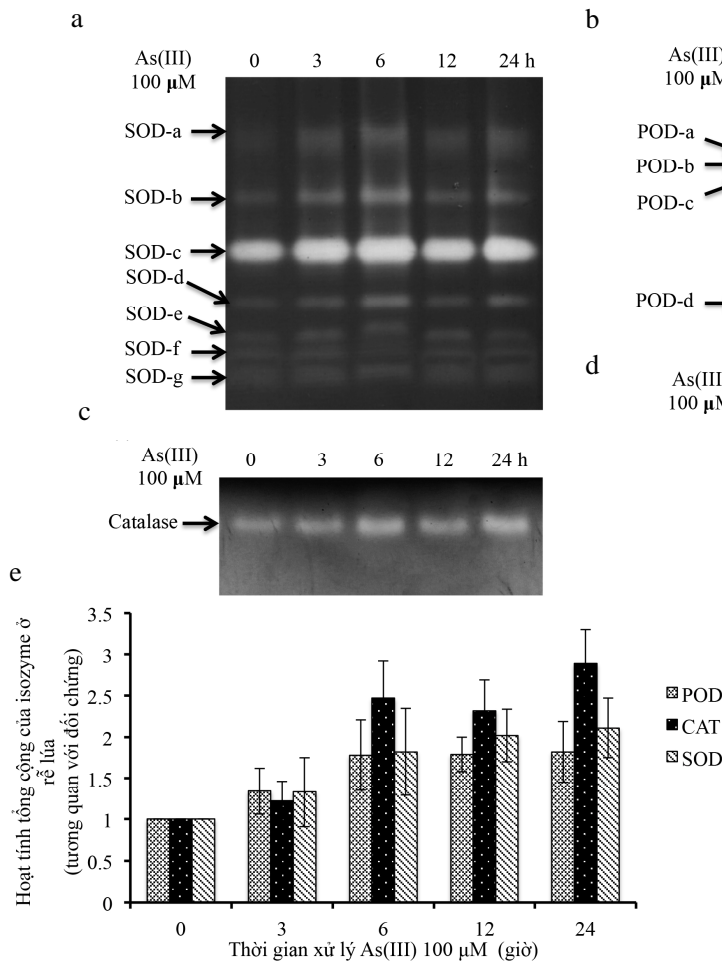 a
As(III)
100 μM
0 3 6 12 24 h
SOD-a
SOD-b
SOD-c
SOD-d
SOD-e
SOD-f
SOD-g
b
As(III)
100 μM
POD-a
POD-b
POD-c
POD-d
c
As(III)
100 μM
0 3 6 12 24 h
Catalase
d
As(III
100 μM
e
Hoạt tính tổng cộng của isozyme ở
rễ lúa
(tương quan với đối chứng)
3.5
3
2.5
2
1.5
1
0.5
0
0 3 6 12 24
Thời gian xử lý As(III) 100 μM (giờ)
POD
CAT
SOD